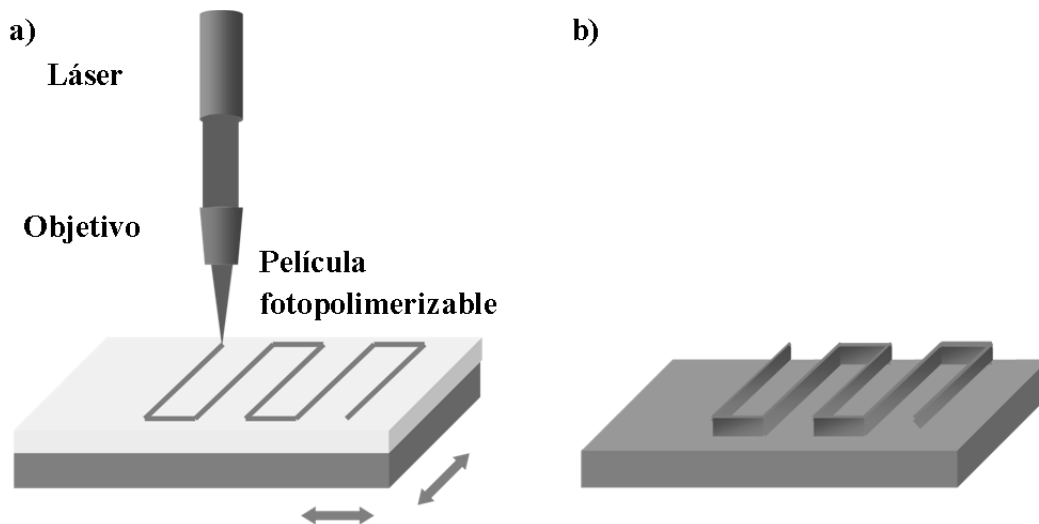 a)
Láser
Objetivo
Película
fotopolimerizable
b)